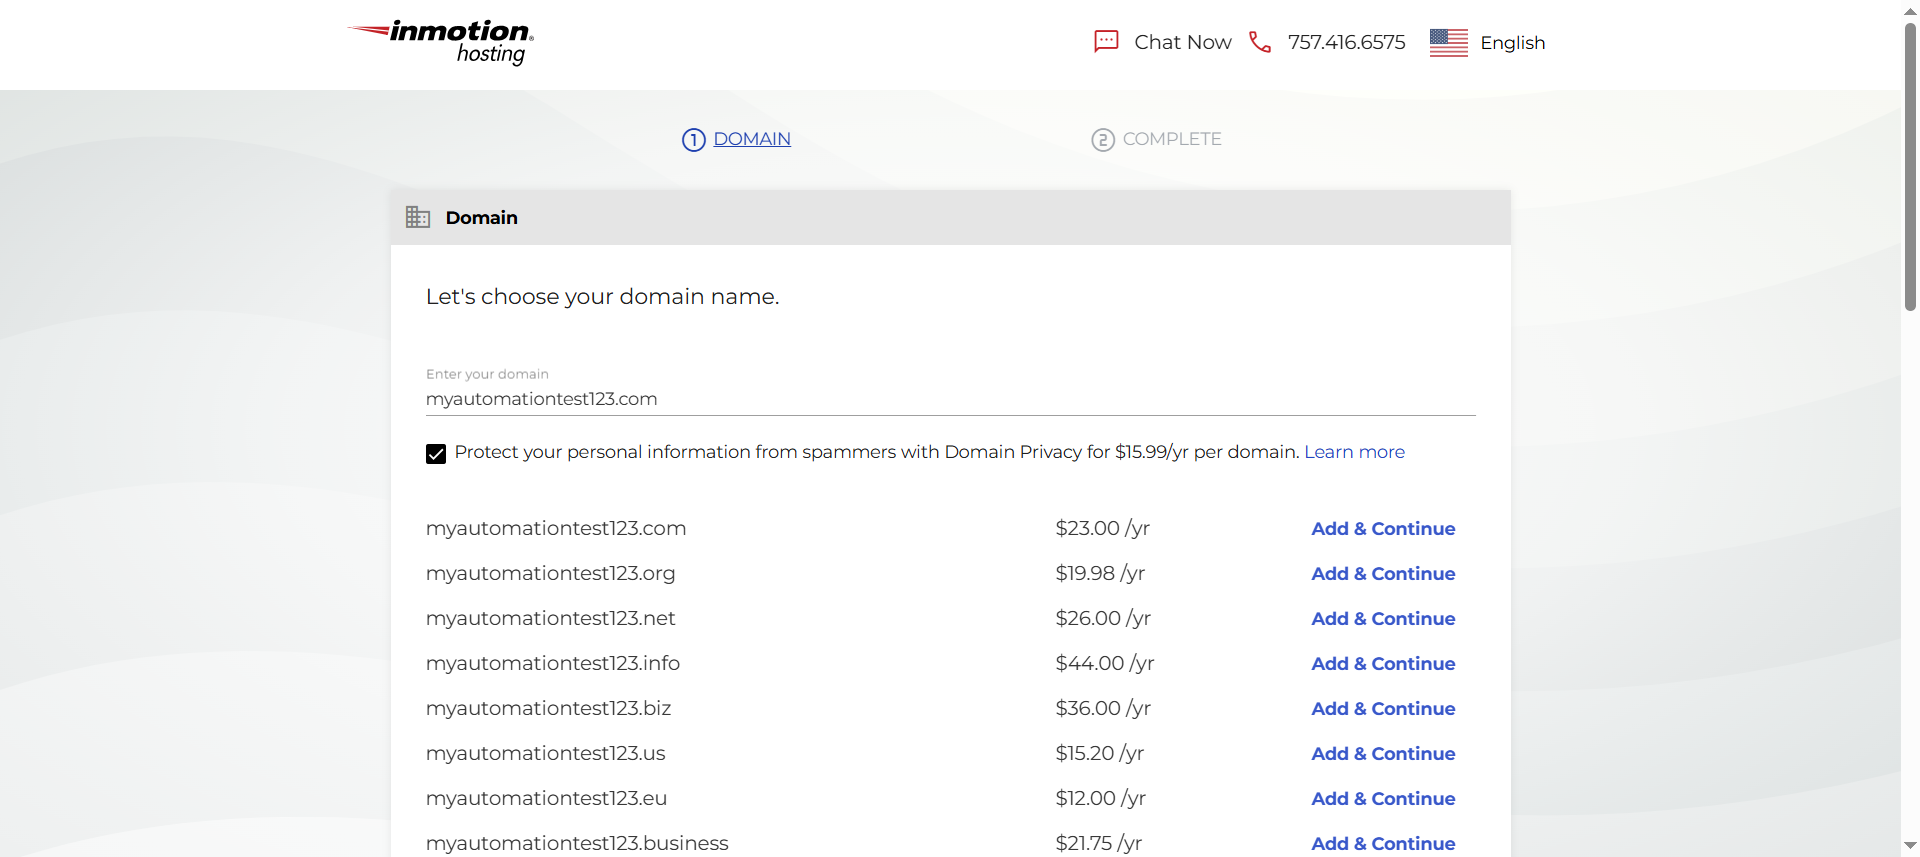 inmotion®
hosting
Chat Now 757.416.6575 English
1 DOMAIN 2 COMPLETE
Domain
Let's choose your domain name.
Enter your domain
myautomationtest123.com
Protect your personal information from spammers with Domain Privacy for $15.99/yr per domain. Learn more
myautomationtest123.com $23.00 /yr Add & Continue
myautomationtest123.org $19.98 /yr Add & Continue
myautomationtest123.net $26.00 /yr Add & Continue
myautomationtest123.info $44.00 /yr Add & Continue
myautomationtest123.biz $36.00 /yr Add & Continue
myautomationtest123.us $15.20 /yr Add & Continue
myautomationtest123.eu $12.00 /yr Add & Continue
myautomationtest123.business $21.75 /yr Add & Continue